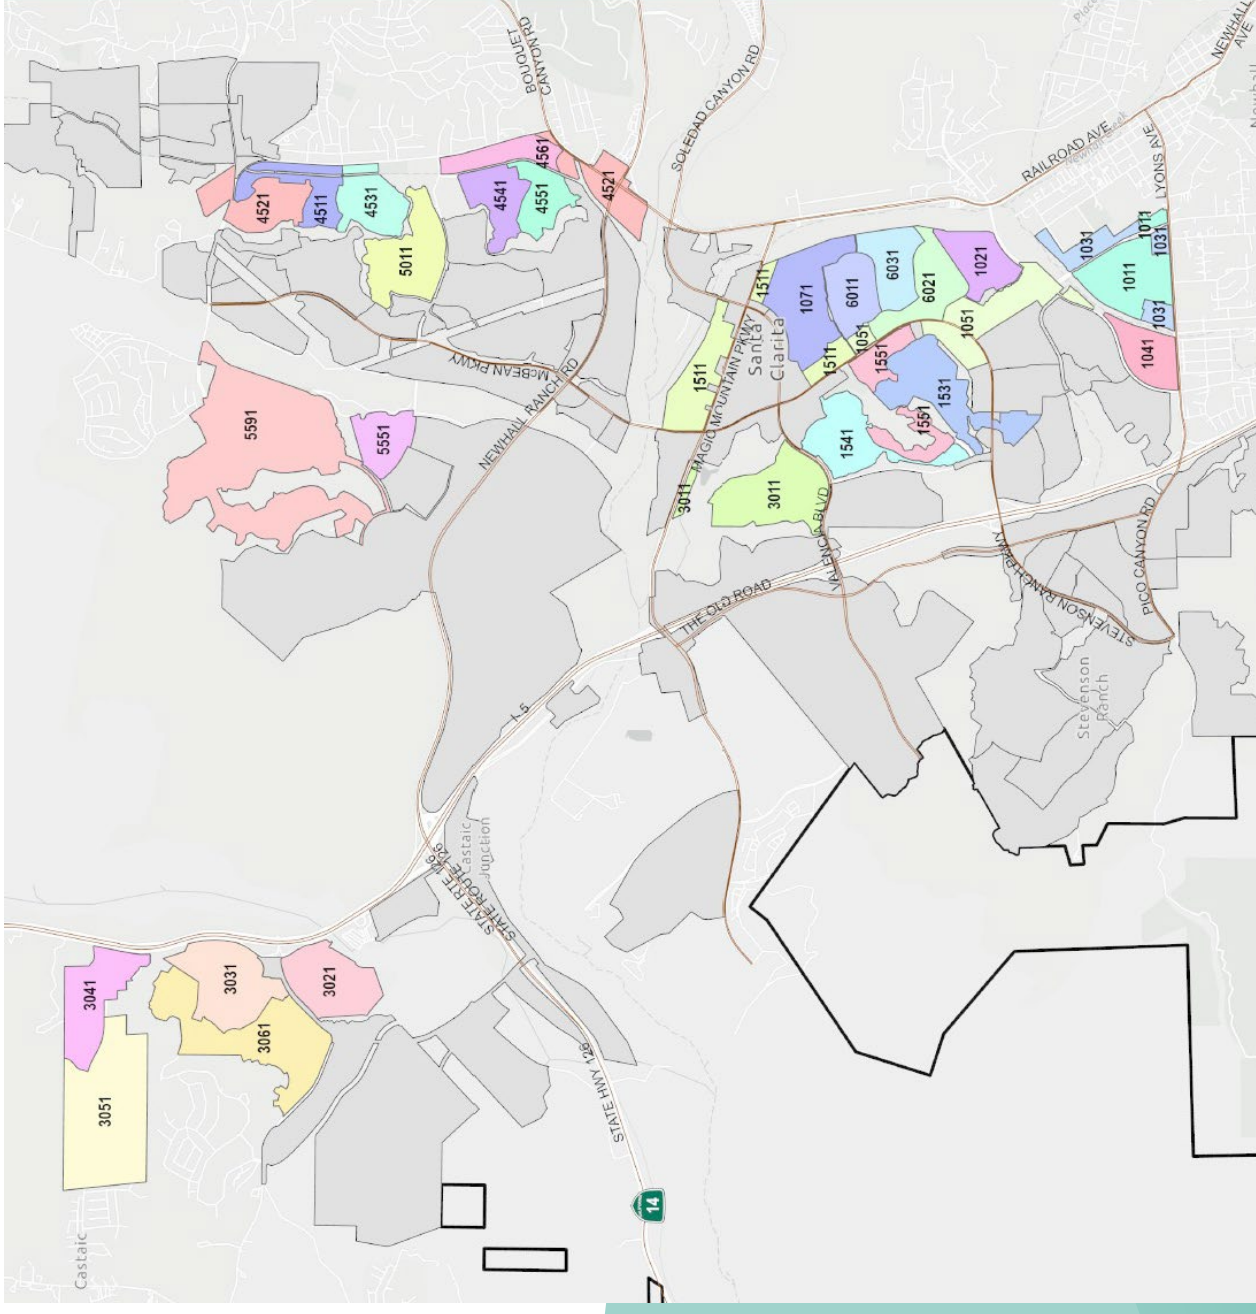 Castaic
3051
3041
3061
3031
3021
STATE HWY 126
14
STATE RTE 126
STATE ROUTE 126
Castaic
Junction
I-5
5591
5551
NEWHALL RANCH RD
McBEAN PKWY
4521
4511
4531
5011
4541
4551
4561
4521
BOUQUET
CANYON RD
SOLEDAD CANYON RD
THE OLD ROAD
MAGIC MOUNTAIN PKWY
3011
3011
VALENCIA BLVD
1511
1511
1511
Santa
Clarita
1071
6011
6031
6021
1021
1051
1051
1541
1551
1551
1531
1031
1011
1011
1031
1031
1041
RAILROAD AVE
LYONS AVE
NEWHALL
AVE
STEVENSON RANCH PKWY
PICO CANYON RD
Stevenson
Ranch